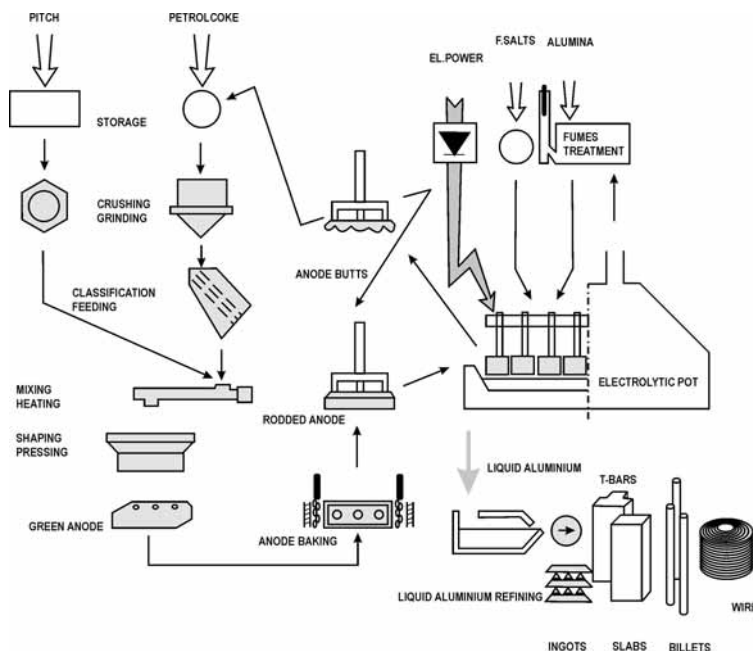 PITCH
PETROLCOKE
F.SALTS
ALUMINA
EL.POWER
STORAGE
FUMES
TREATMENT
CRUSHING
GRINDING
ANODE BUTTS
CLASSIFICATION
FEEDING
MIXING
HEATING
ELECTROLYTIC POT
RODDED ANODE
SHAPING
PRESSING
LIQUID ALUMINIUM
T-BARS
GREEN ANODE
ANODE BAKING
LIQUID ALUMINIUM REFINING
WIRE
INGOTS
SLABS
BILLETS